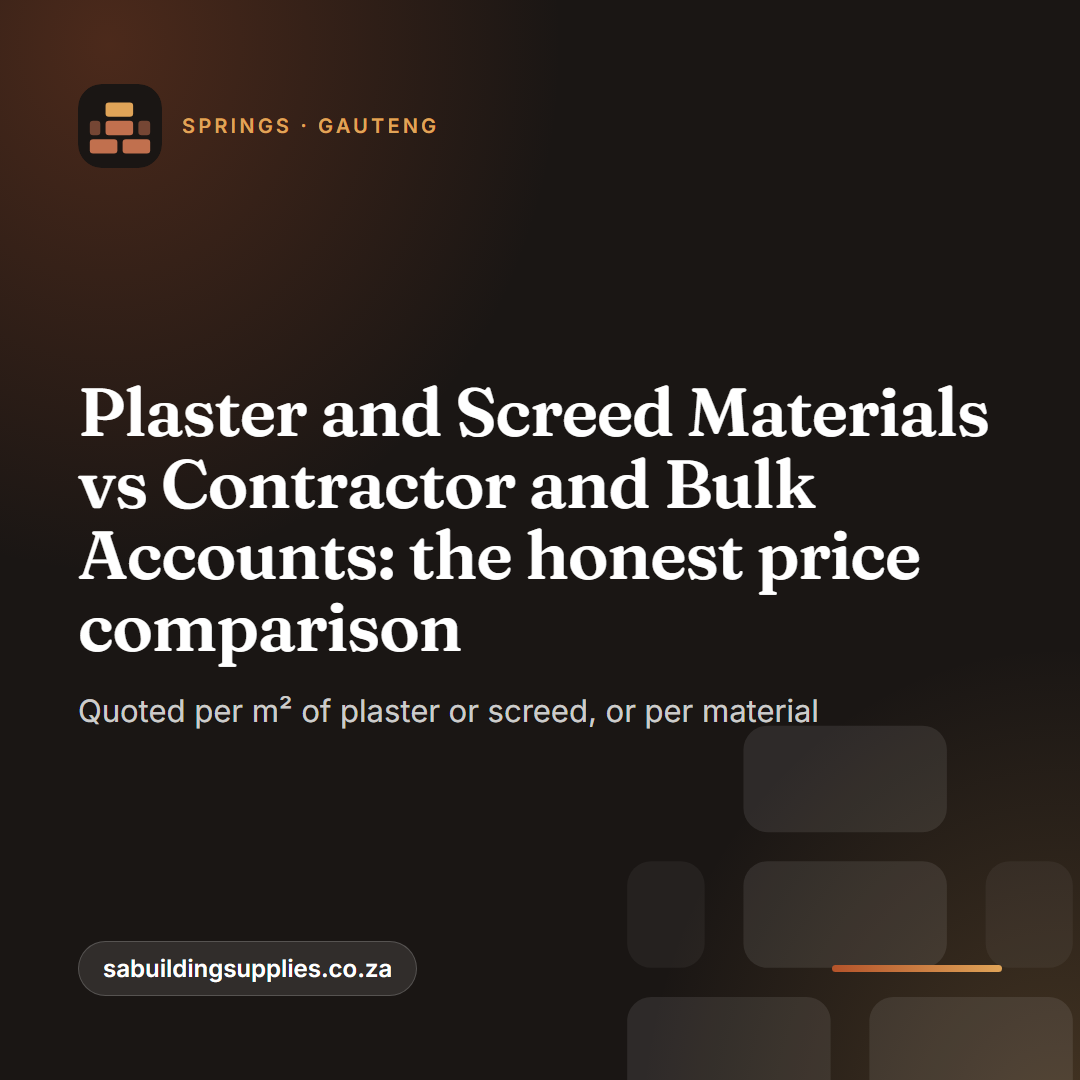 SPRINGS · GAUTENG
Plaster and Screed Materials
vs Contractor and Bulk
Accounts: the honest price
comparison
Quoted per m² of plaster or screed, or per material
sabuildingsupplies.co.za